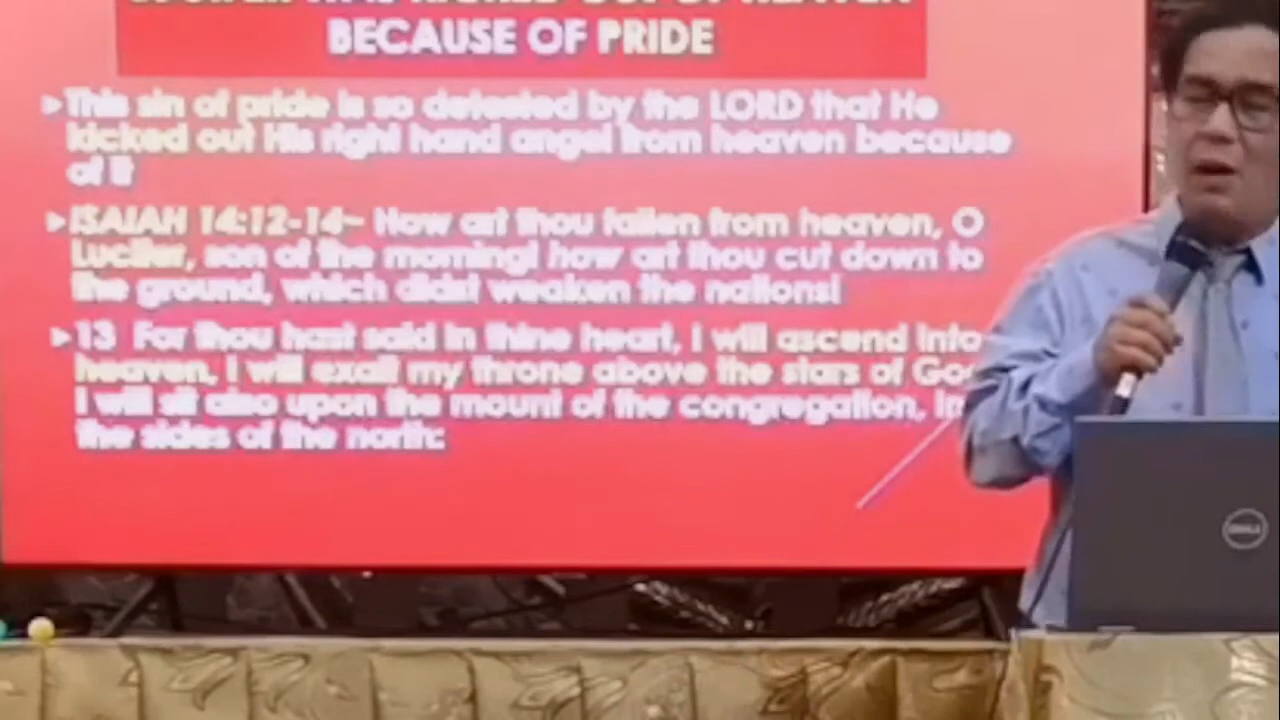 BECAUSE OF PRIDE
▸This sin of pride is so detested by the LORD that He
kicked out His right hand angel from heaven because
of it
▸ISAIAH 14:12-14~ How art thou fallen from heaven, O
Lucifer, son of the morning! how art thou cut down to
the ground, which didst weaken the nations!
▸13 For thou hast said in thine heart, I will ascend into
heaven, I will exalt my throne above the stars of
I will sit also upon the mount of the congregation, in
the sides of the north:
DELL